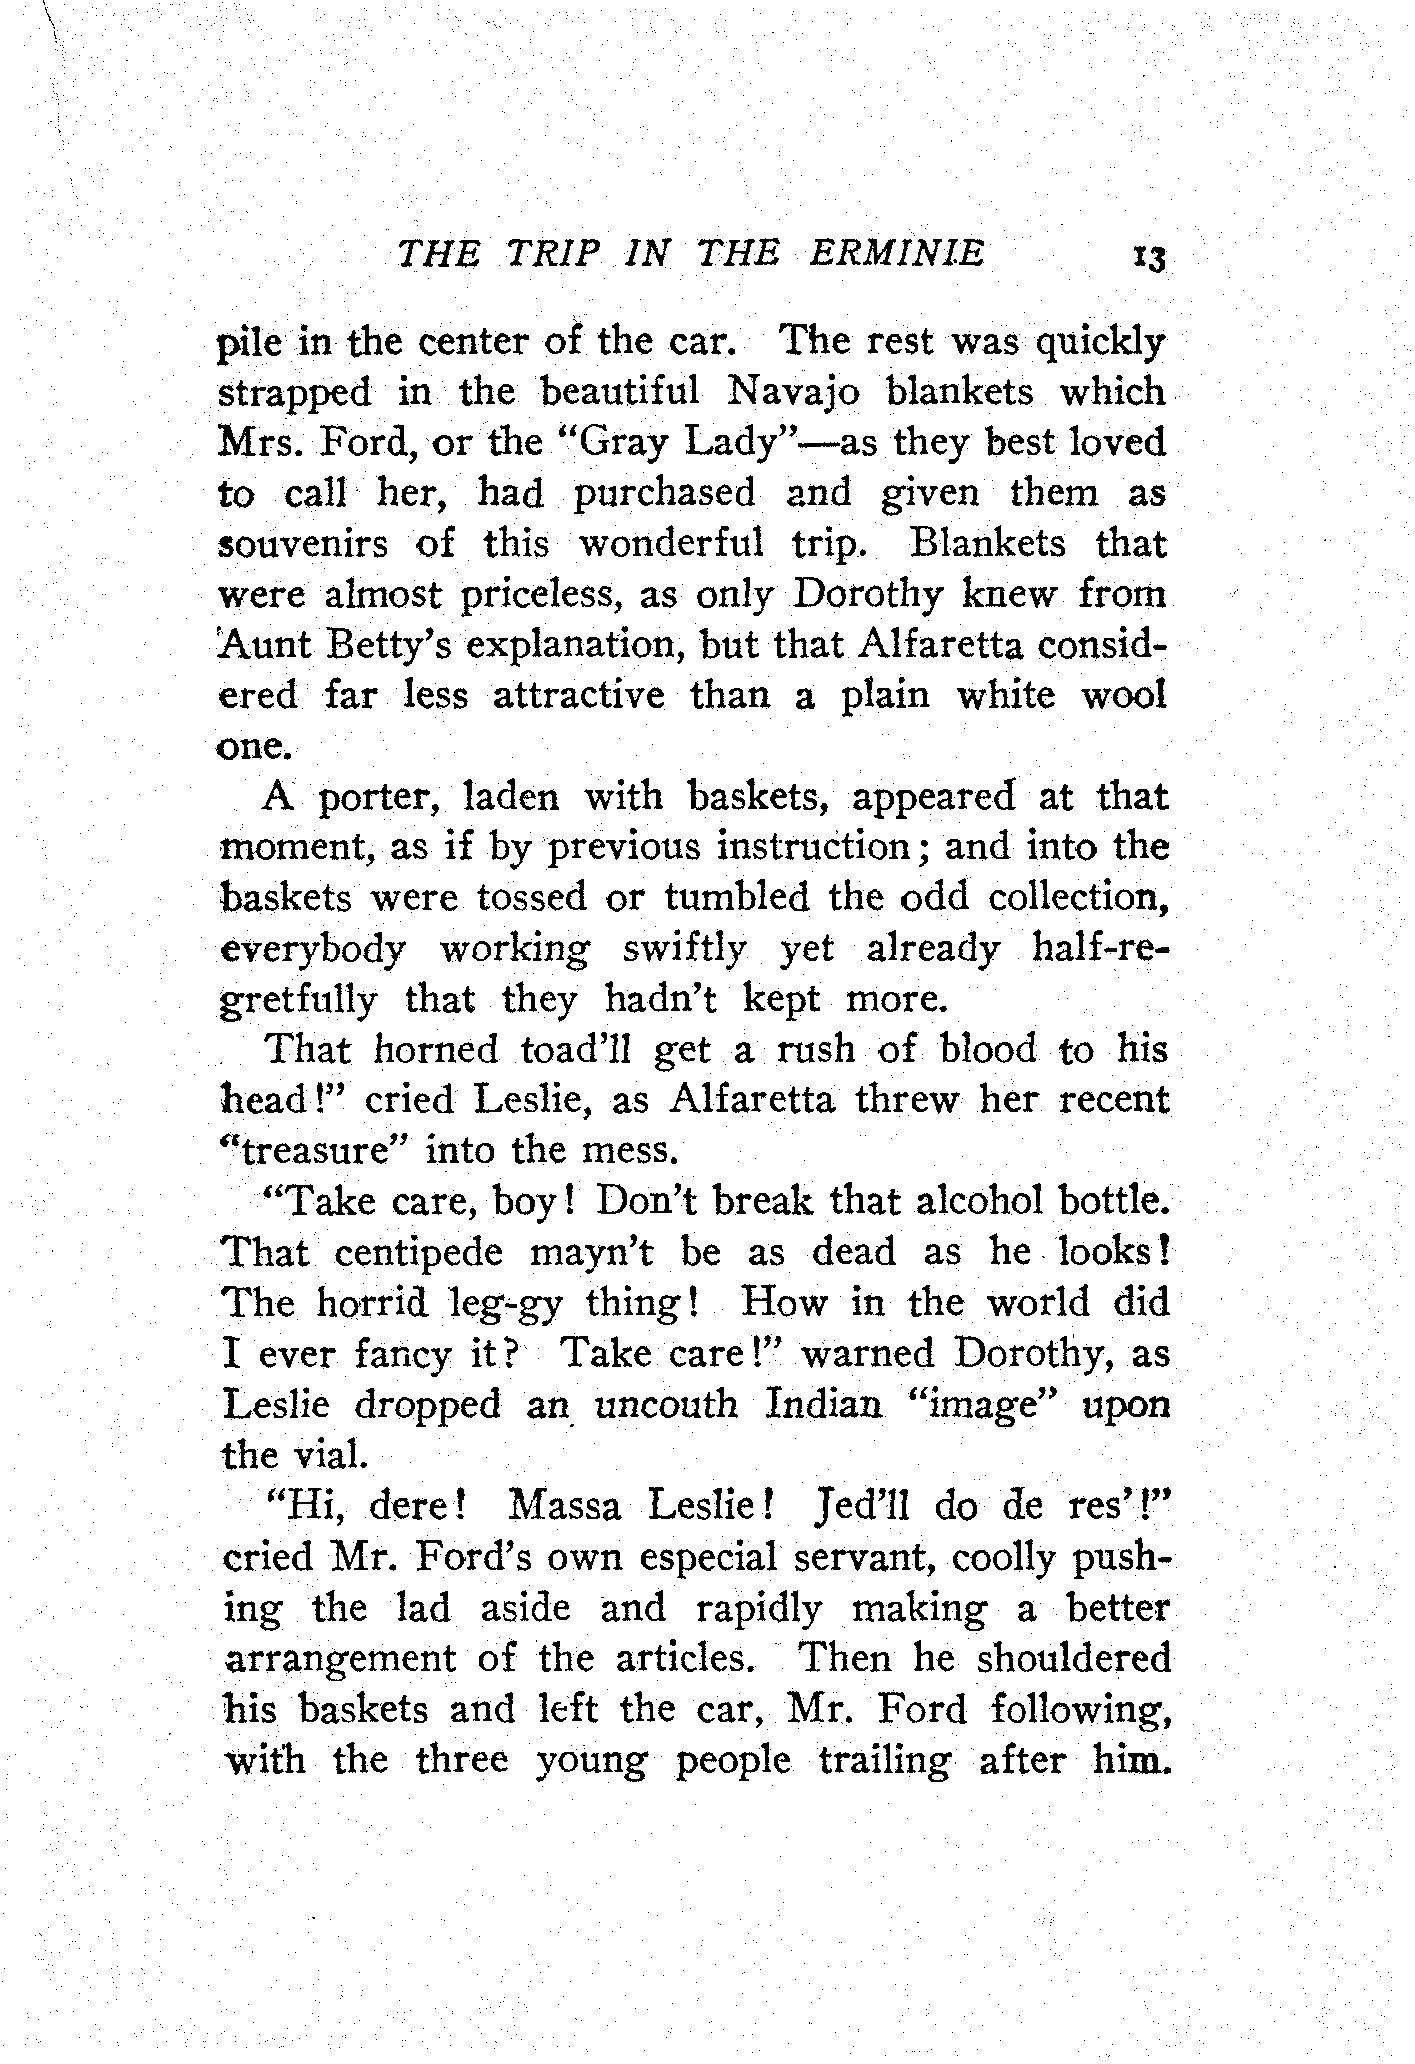 THE TRIP IN THE ERMINIE 13
pile in the center of the car. The rest was quickly
strapped in the beautiful Navajo blankets which
Mrs. Ford, or the “Gray Lady”—as they best loved
to call her, had purchased and given them as
souvenirs of this wonderful trip. Blankets that
were almost priceless, as only Dorothy knew from
Aunt Betty’s explanation, but that Alfaretta consid-
ered far less attractive than a plain white wool
one.
A porter, laden with baskets, appeared at that
moment, as if by previous instruction; and into the
baskets were tossed or tumbled the odd collection,
everybody working swiftly yet already half-re-
gretfully that they hadn’t kept more.
That horned toad’ll get a rush of blood to his
head!” cried Leslie, as Alfaretta threw her recent
“treasure” into the mess.
“Take care, boy! Don’t break that alcohol bottle.
That centipede mayn’t be as dead as he looks!
The horrid leg-gy thing! How in the world did
I ever fancy it? Take care!” warned Dorothy, as
Leslie dropped an uncouth Indian “image” upon
the vial.
“Hi, dere! Massa Leslie! Jed’ll do de res’!”
cried Mr. Ford’s own especial servant, coolly push-
ing the lad aside and rapidly making a better
arrangement of the articles. Then he shouldered
his baskets and left the car, Mr. Ford following,
with the three young people trailing after him.